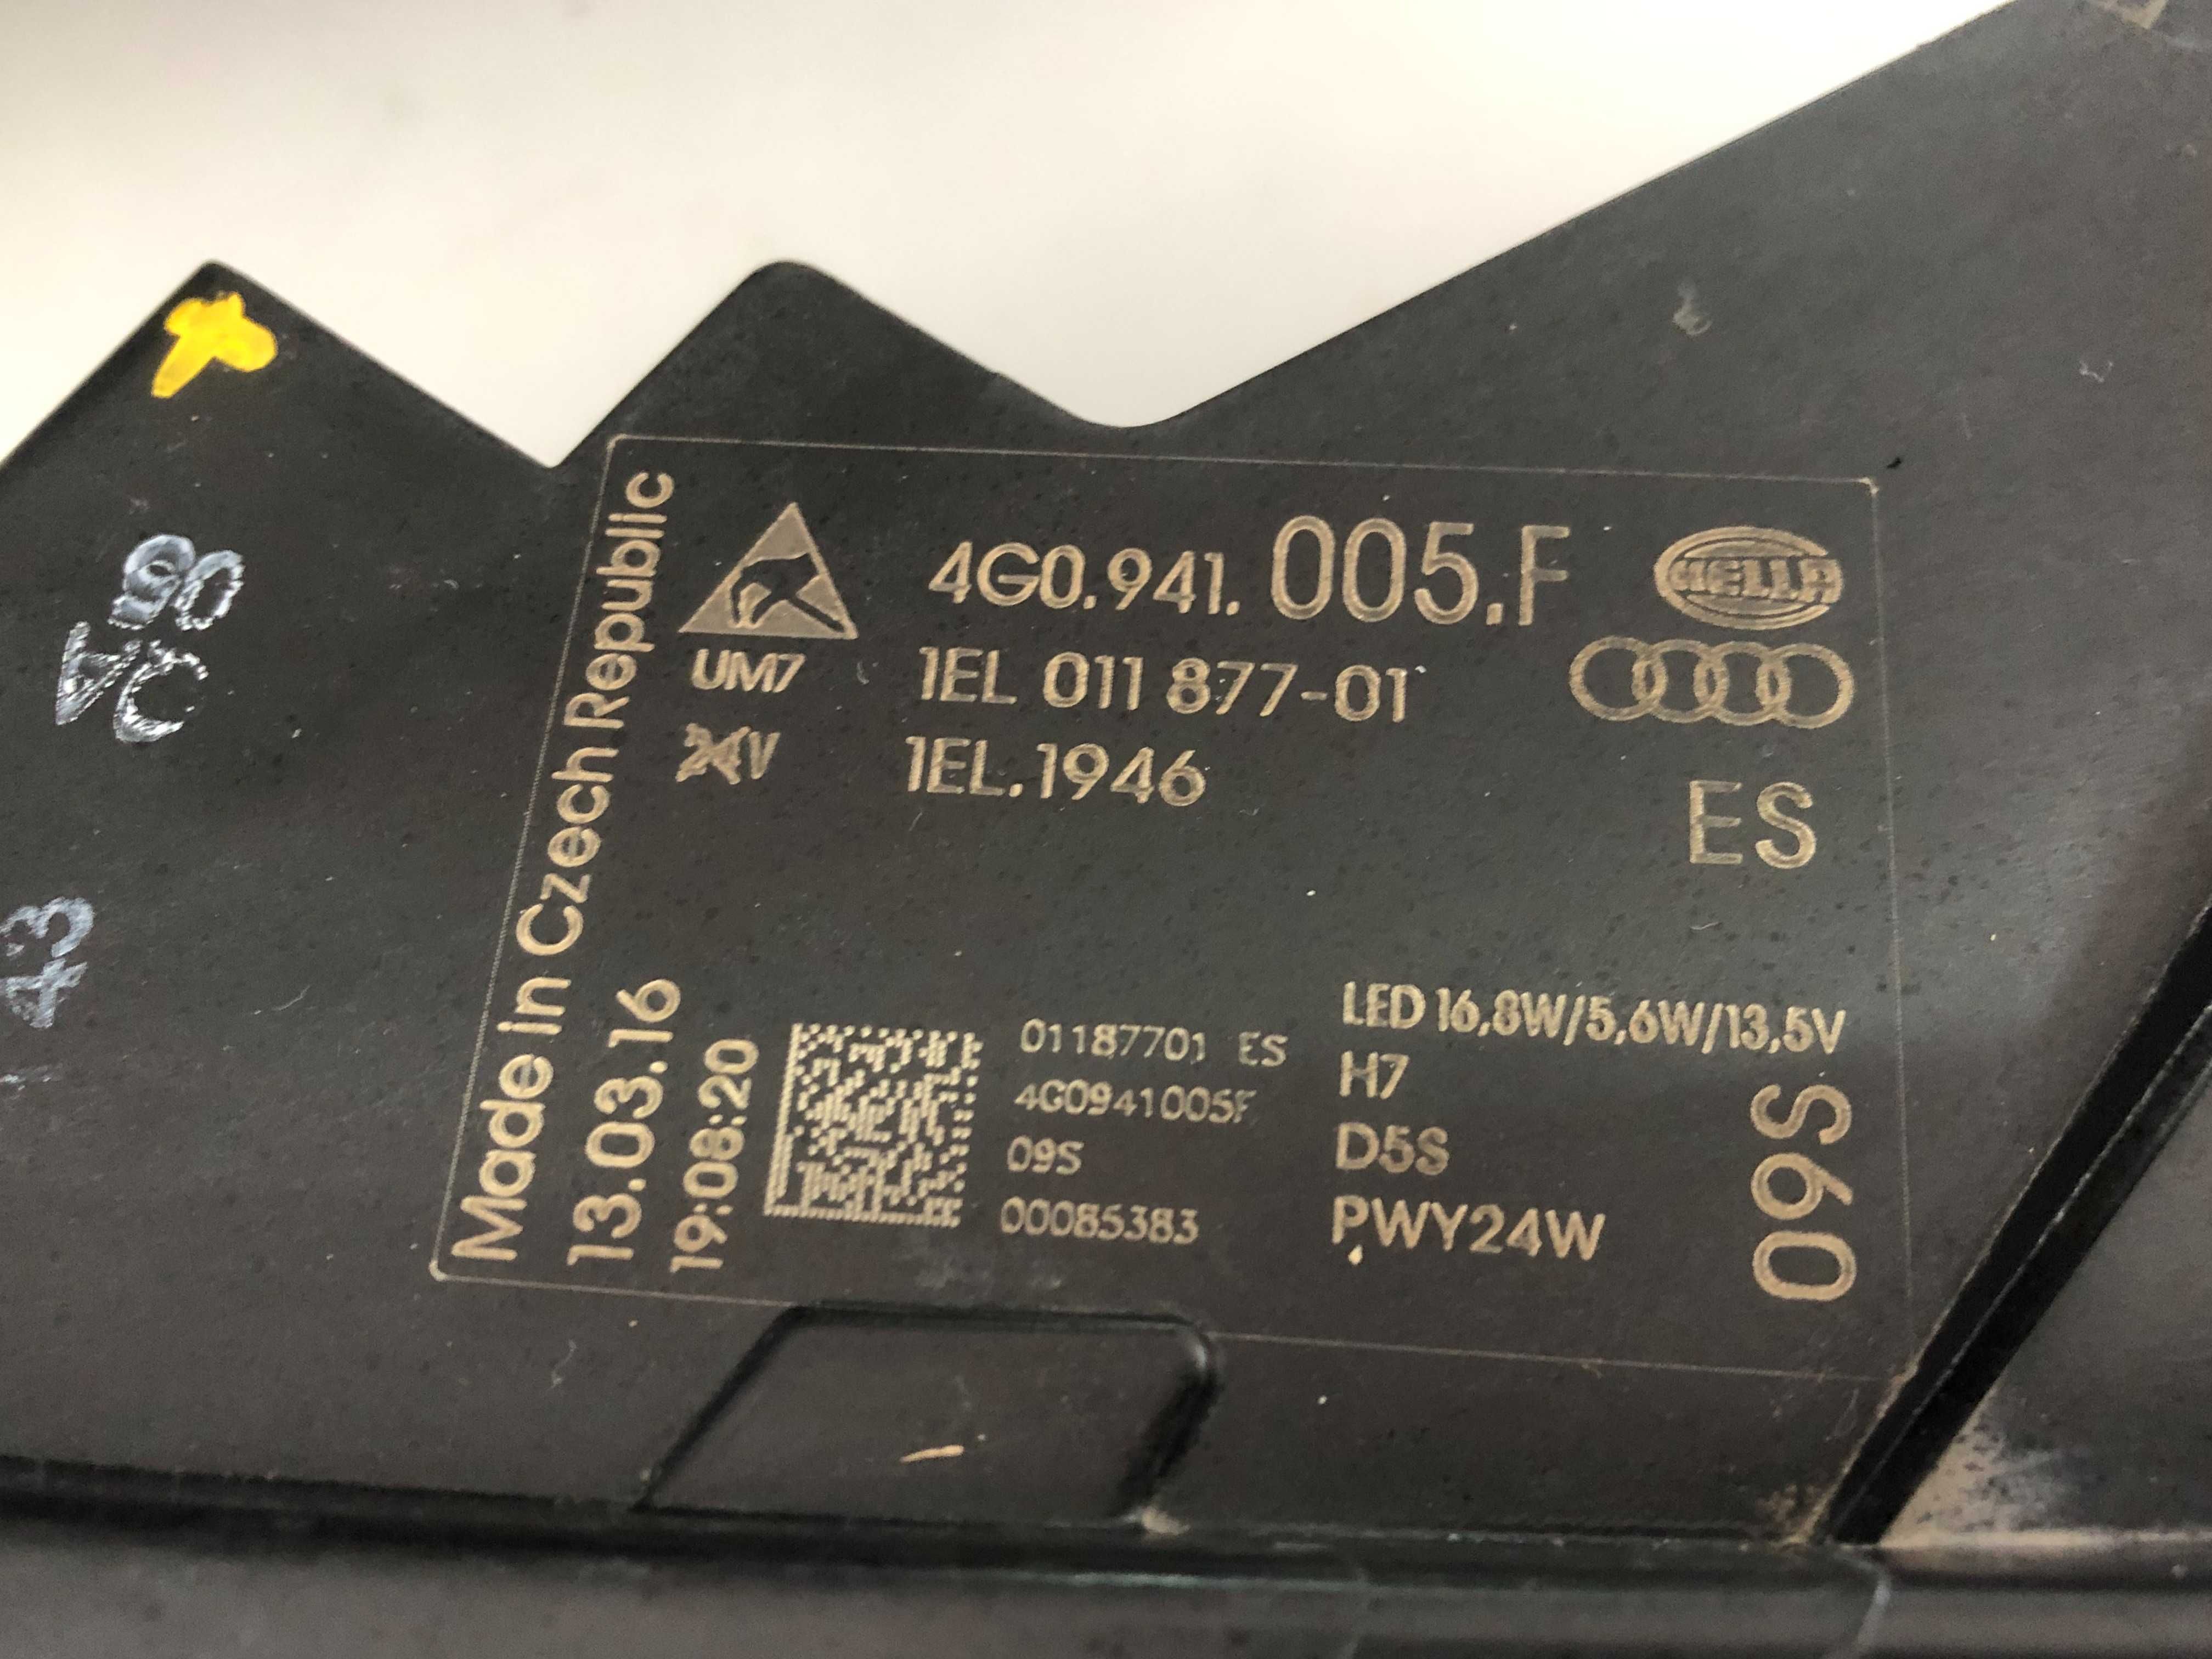 Made in Czech Republic
13.03.16
19:08:20
UM7
4G0.941.005.F
HELLA
1EL 011 877-01
1EL.1946
ES
01187701 ES
4G0941005F
09S
00085383
LED 16,8W/5,6W/13,5V
H7
D5S
PWY24W
09S
43